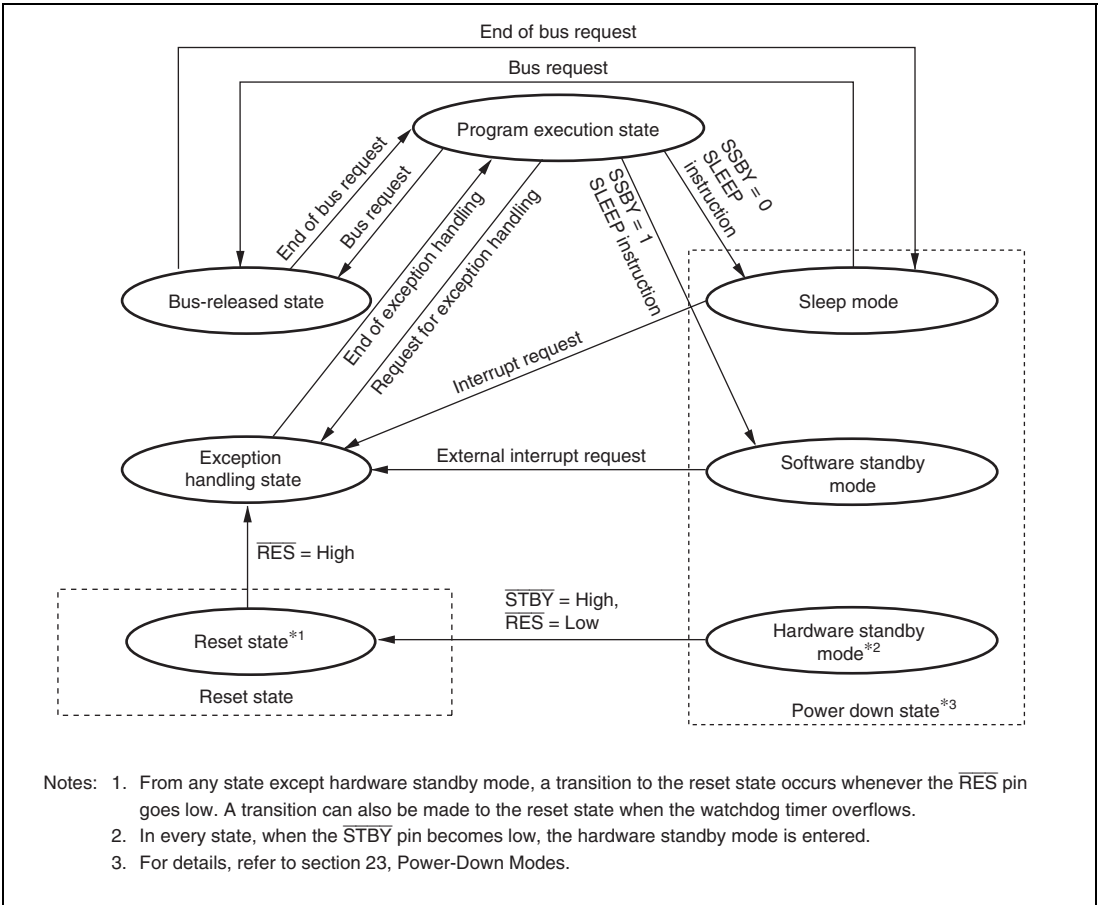 End of bus request
Bus request
Program execution state
End of bus request
Bus request
End of exception handling
Request for exception handling
SSBY = 1
SLEEP instruction
SSBY = 0
SLEEP
instruction
Bus-released state
Sleep mode
Interrupt request
Exception
handling state
External interrupt request
Software standby
mode
R̅E̅S̅ = High
S̅T̅B̅Y̅ = High,
R̅E̅S̅ = Low
Reset state*1
Hardware standby
mode*2
Reset state
Power down state*3
Notes: 1. From any state except hardware standby mode, a transition to the reset state occurs whenever the R̅E̅S̅ pin
goes low. A transition can also be made to the reset state when the watchdog timer overflows.
2. In every state, when the S̅T̅B̅Y̅ pin becomes low, the hardware standby mode is entered.
3. For details, refer to section 23, Power-Down Modes.